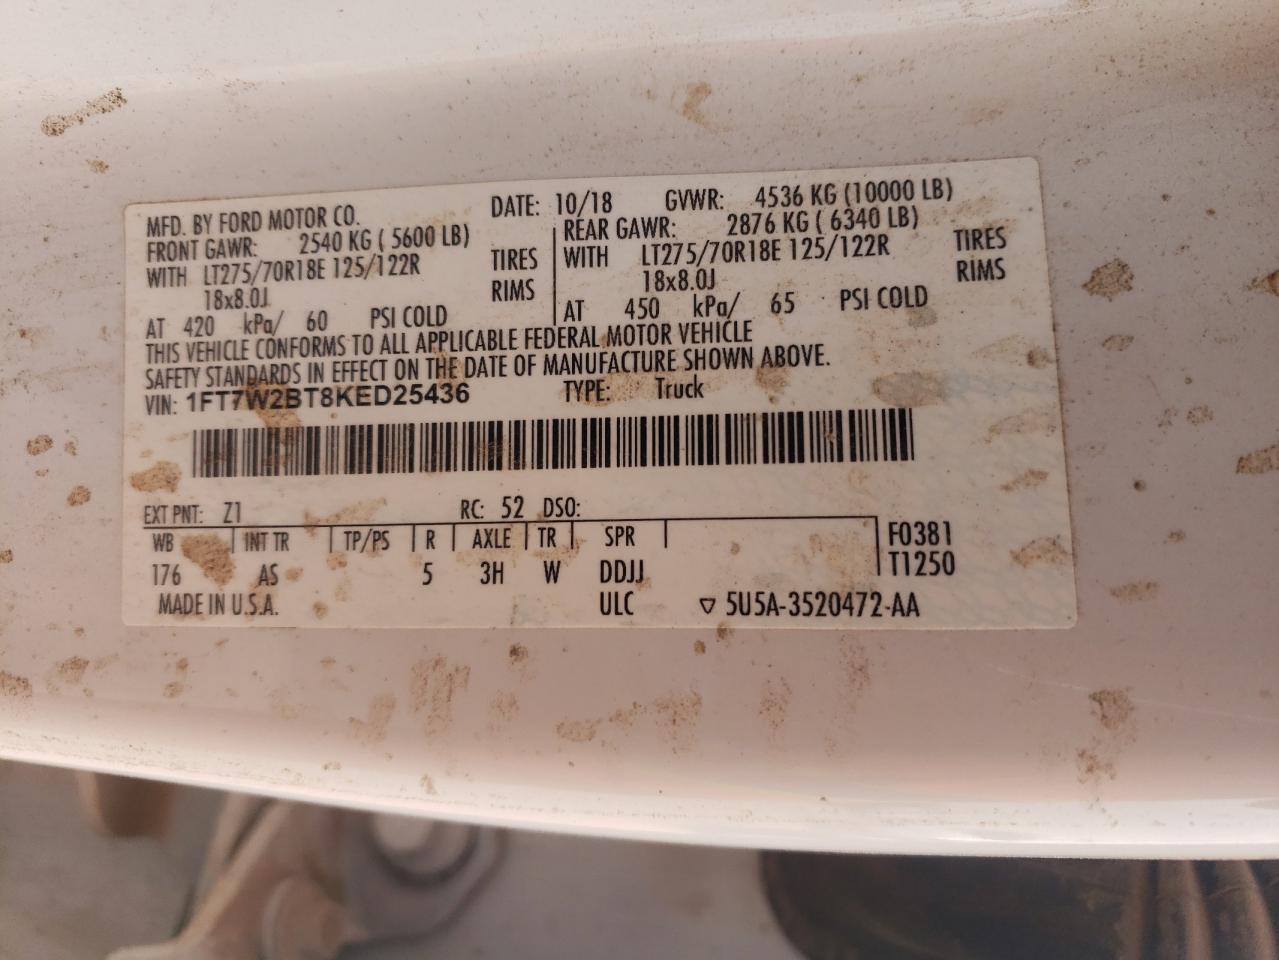 MFD. BY FORD MOTOR CO. DATE: 10/18 GVWR: 4536 KG (10000 LB)
FRONT GAWR: 2540 KG ( 5600 LB) REAR GAWR: 2876 KG ( 6340 LB)
WITH LT275/70R18E 125/122R TIRES WITH LT275/70R18E 125/122R TIRES
18x8.0J RIMS 18x8.0J RIMS
AT 420 kPa/ 60 PSI COLD AT 450 kPa/ 65 PSI COLD
THIS VEHICLE CONFORMS TO ALL APPLICABLE FEDERAL MOTOR VEHICLE
SAFETY STANDARDS IN EFFECT ON THE DATE OF MANUFACTURE SHOWN ABOVE.
VIN: 1FT7W2BT8KED25436 TYPE: Truck
EXT PNT: Z1 RC: 52 DSO:
WB INT TR TP/PS R AXLE TR SPR F0381
176 AS 5 3H W DDJJ T1250
MADE IN U.S.A. ULC ▽ 5U5A-3520472-AA